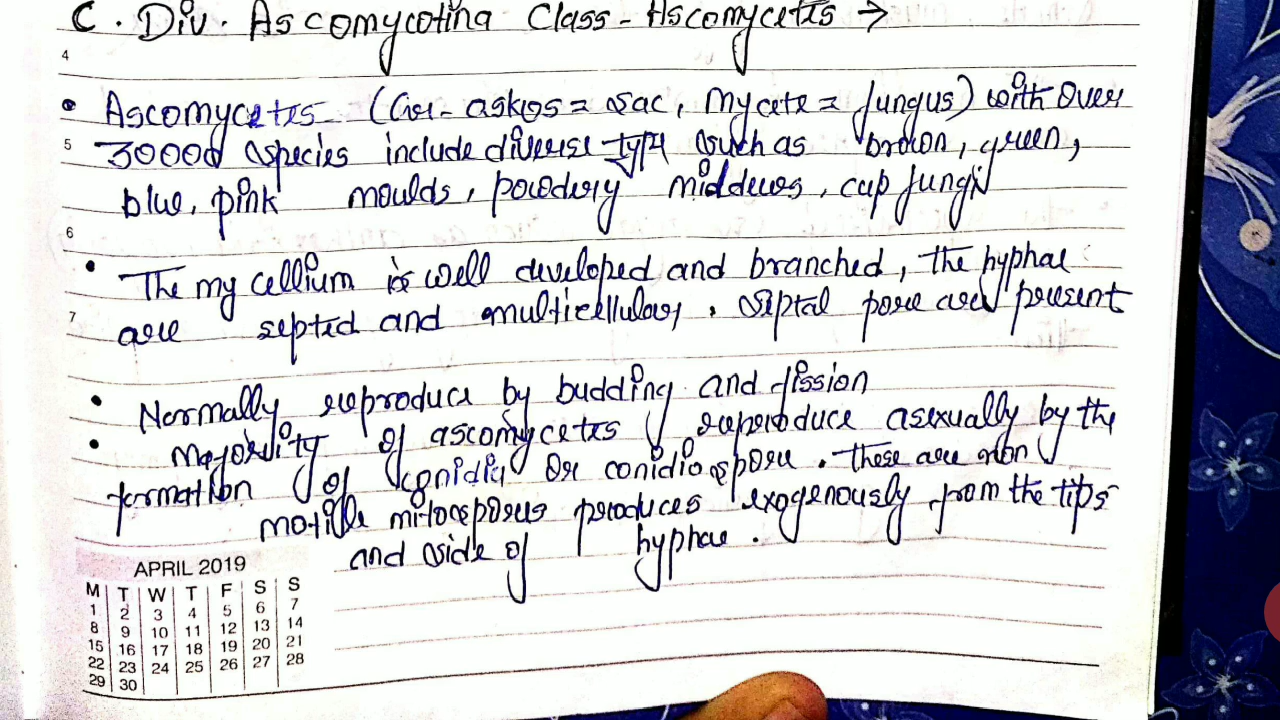 C. Div. Ascomycotina Class - Ascomycetes →
4
• Ascomycetes (Gr - askos = sac, Mycete = fungus) with over
5
30000 species include diverse type such as brown, green,
blue, pink moulds, powdery middews, cup fungi
6
• The mycellium is well developed and branched, the hyphae
7
are septed and multicellular, septal pore are present
• Normally reproduce by budding and fission
• Majority of ascomycetes reproduce asexually by the
formation of conidia or conidiospore. These are non
motile mitospores produces exogenously from the tips
and side of hyphae.
APRIL 2019
M T W T F S S
1 2 3 4 5 6 7
8 9 10 11 12 13 14
15 16 17 18 19 20 21
22 23 24 25 26 27 28
29 30